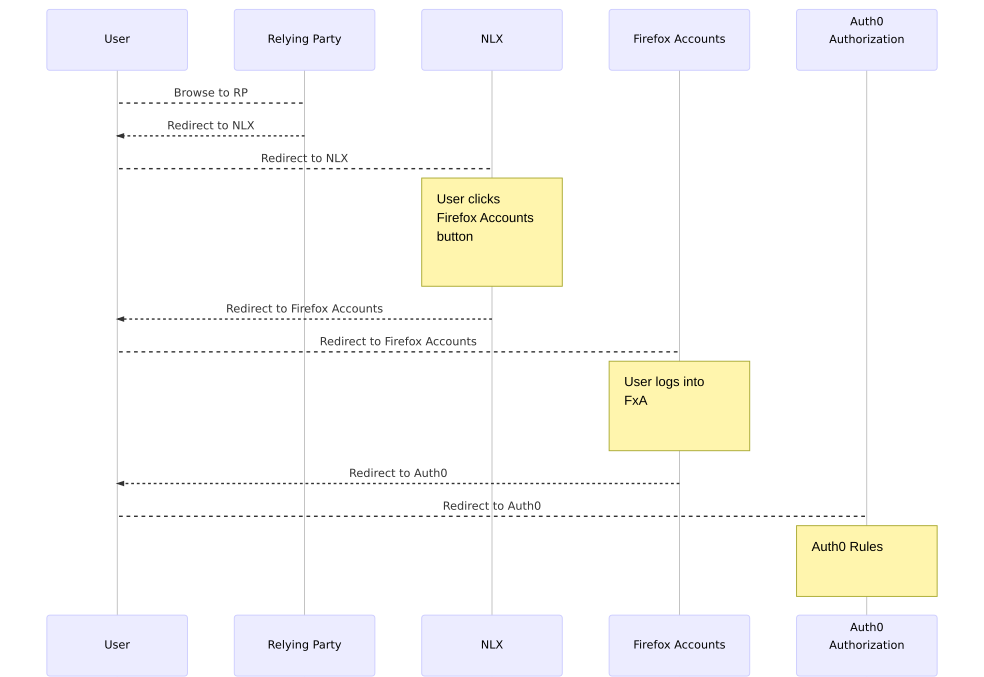 User
Relying Party
NLX
Firefox Accounts
Auth0
Authorization
Browse to RP
Redirect to NLX
Redirect to NLX
User clicks
Firefox Accounts
button
Redirect to Firefox Accounts
Redirect to Firefox Accounts
User logs into
FxA
Redirect to Auth0
Redirect to Auth0
Auth0 Rules
User
Relying Party
NLX
Firefox Accounts
Auth0
Authorization